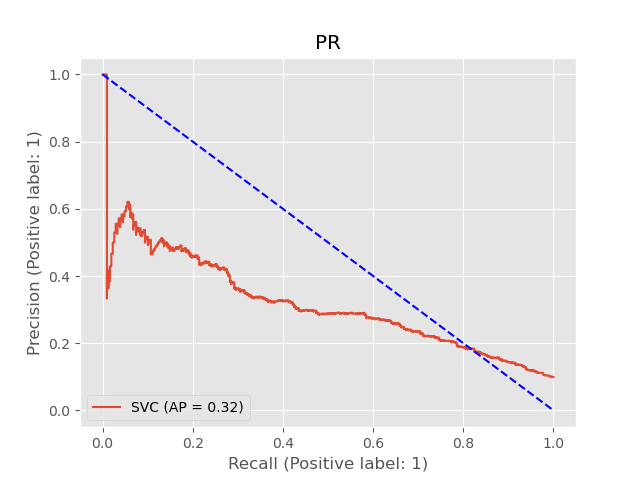 PR
Precision (Positive label: 1)
1.0
0.8
0.6
0.4
0.2
0.0
SVC (AP = 0.32)
0.0 0.2 0.4 0.6 0.8 1.0
Recall (Positive label: 1)